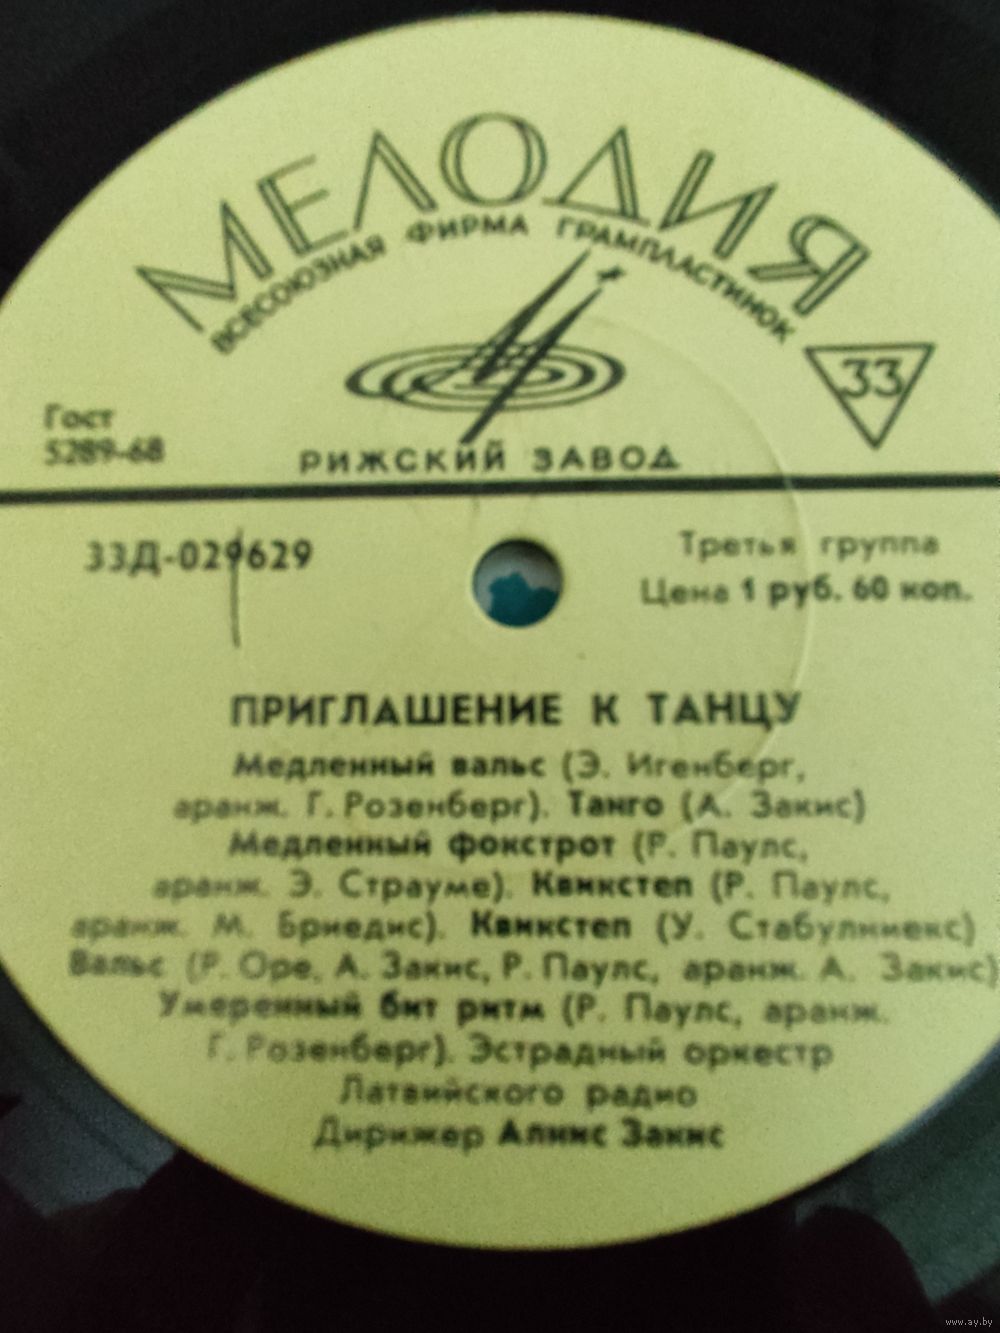 МЕЛОДИЯ
ВСЕСОЮЗНАЯ ФИРМА ГРАМПЛАСТИНОК
33
Гост
5289-68
РИЖСКИЙ ЗАВОД
33Д-029629
Третья группа
Цена 1 руб. 60 коп.
ПРИГЛАШЕНИЕ К ТАНЦУ
Медленный вальс (Э. Игенберг,
аранж. Г. Розенберг). Танго (А. Закис)
Медленный фокстрот (Р. Паулс,
аранж. Э. Страуме). Квикстеп (Р. Паулс,
аранж. М. Бриедис). Квикстеп (У. Стабулниекс)
Вальс (Р. Оре, А. Закис, Р. Паулс, аранж. А. Закис)
Умеренный бит ритм (Р. Паулс, аранж.
Г. Розенберг). Эстрадный оркестр
Латвийского радио
Дирижер Алнис Закис
www.ay.by